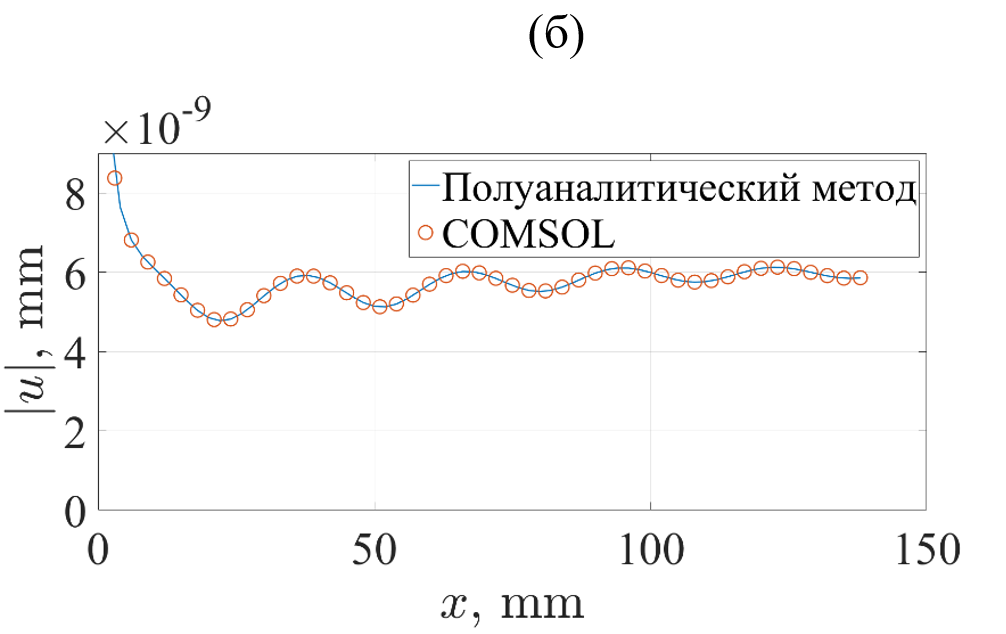 (б)
×10⁻⁹
8
6
4
2
0
|u|, mm
Полуаналитический метод
COMSOL
0 50 100 150
x, mm